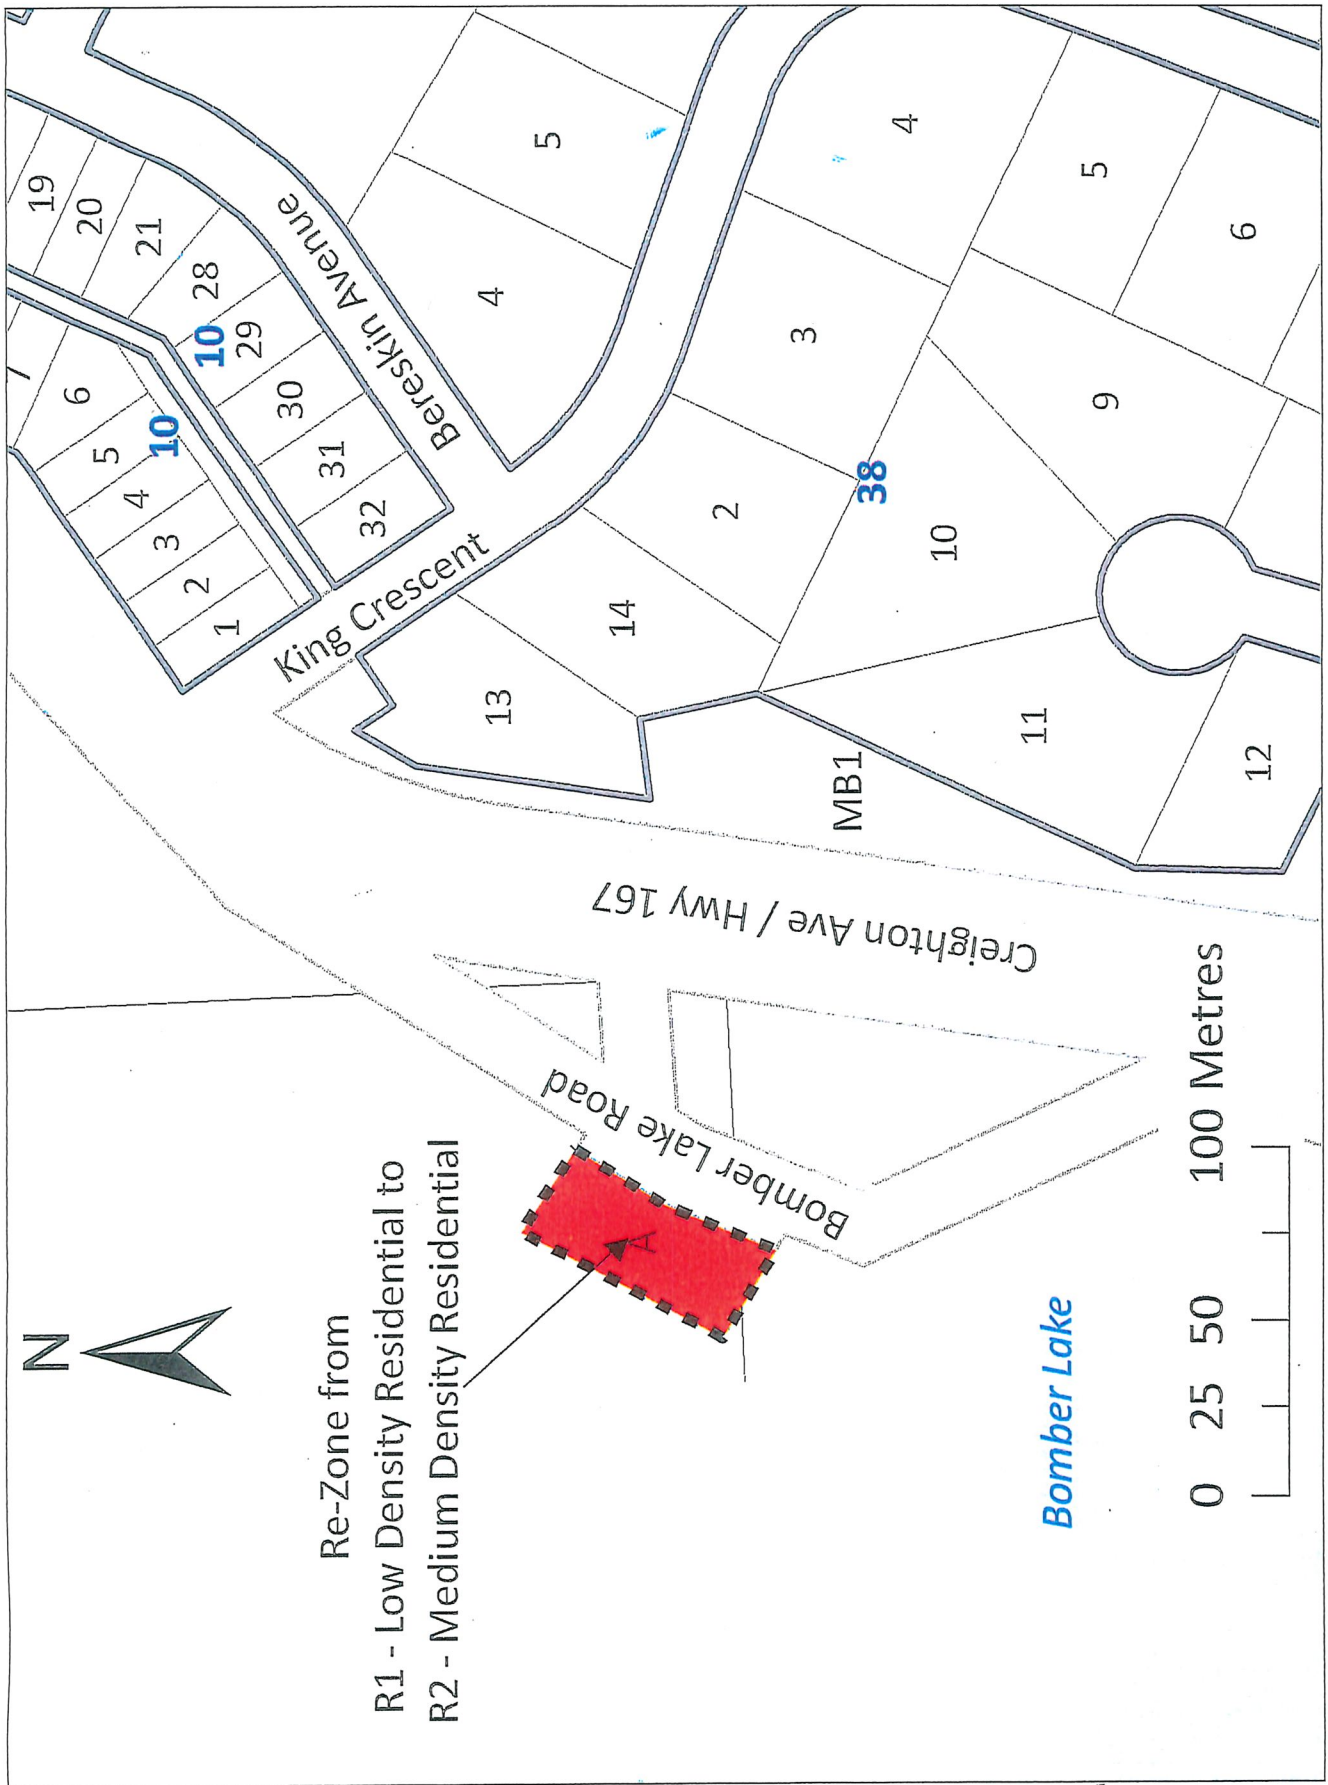 N
Re-Zone from
R1 - Low Density Residential to
R2 - Medium Density Residential
A
Bomber Lake
0 25 50 100 Metres
Bomber Lake Road
Creighton Ave / Hwy 167
MB1
King Crescent
Bereskin Avenue
1
2
3
4
5
6
10
19
20
21
28
10
29
30
31
32
4
5
13
14
2
3
4
38
5
6
9
10
11
12